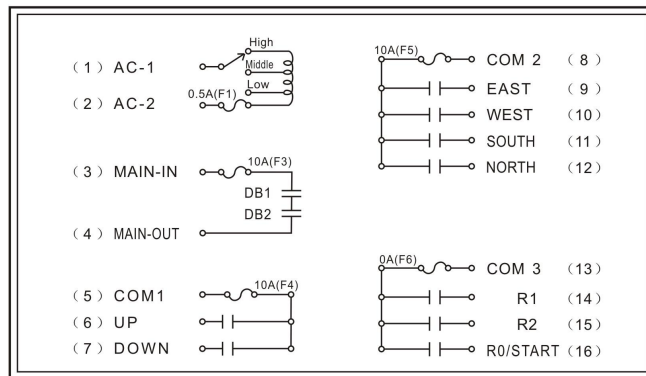 High
(1) AC-1
Middle
Low
(2) AC-2
0.5A(F1)
(3) MAIN-IN
10A(F3)
DB1
DB2
(4) MAIN-OUT
(5) COM1
10A(F4)
(6) UP
(7) DOWN
10A(F5)
COM 2 (8)
EAST (9)
WEST (10)
SOUTH (11)
NORTH (12)
0A(F6)
COM 3 (13)
R1 (14)
R2 (15)
R0/START (16)